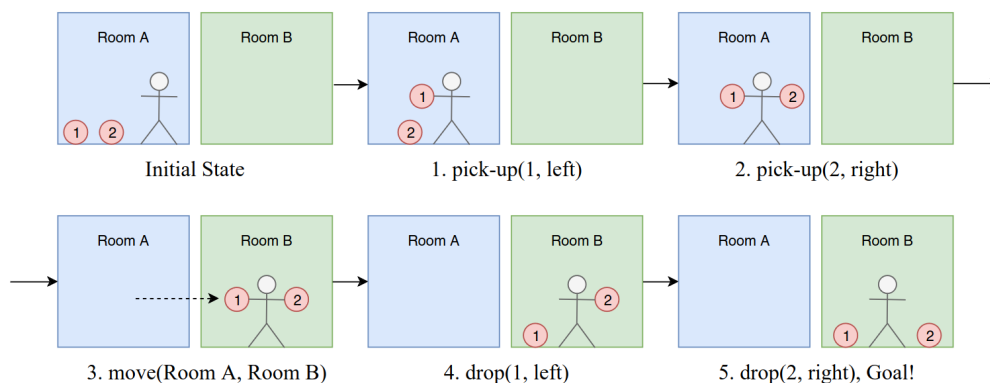 Room A
Room B
1
2
Initial State
Room A
Room B
1
2
1. pick-up(1, left)
Room A
Room B
1
2
2. pick-up(2, right)
Room A
Room B
1
2
3. move(Room A, Room B)
Room A
Room B
2
1
4. drop(1, left)
Room A
Room B
1
2
5. drop(2, right), Goal!